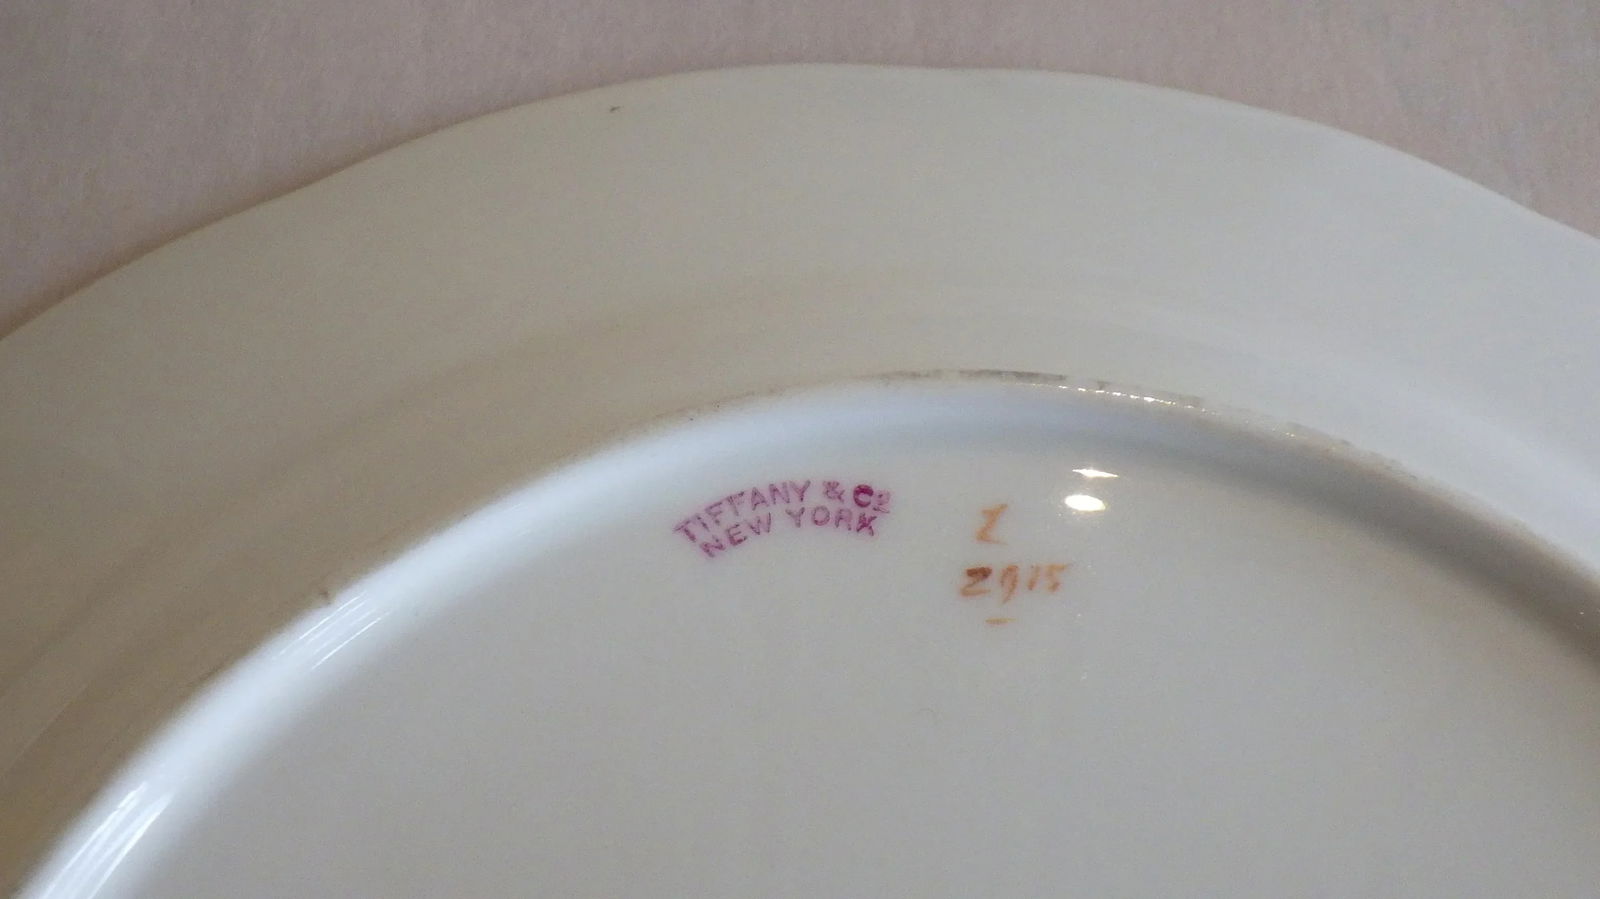 TIFFANY & Co
NEW YORK
Z
2915